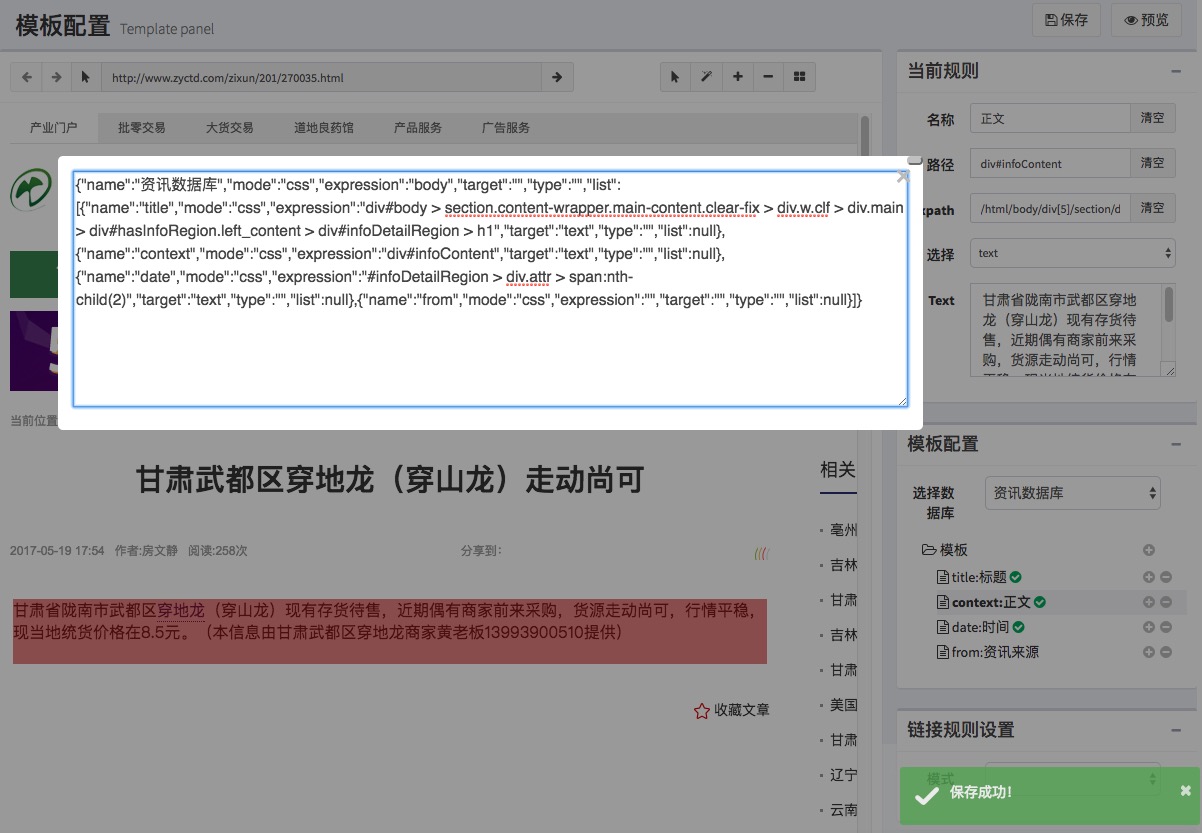 模板配置 Template panel
保存
预览
http://www.zyctd.com/zixun/201/270035.html
产业门户 批零交易 大货交易 道地良药馆 产品服务 广告服务
{"name":"资讯数据库","mode":"css","expression":"body","target":"","type":"","list":
[{"name":"title","mode":"css","expression":"div#body > section.content-wrapper.main-content.clear-fix > div.w.clf > div.main
> div#hasInfoRegion.left_content > div#infoDetailRegion > h1","target":"text","type":"","list":null},
{"name":"context","mode":"css","expression":"div#infoContent","target":"text","type":"","list":null},
{"name":"date","mode":"css","expression":"#infoDetailRegion > div.attr > span:nth-
child(2)","target":"text","type":"","list":null},{"name":"from","mode":"css","expression":"","target":"","type":"","list":null}]}
当前位置
甘肃武都区穿地龙（穿山龙）走动尚可
2017-05-19 17:54 作者:房文静 阅读:258次 分享到:
甘肃省陇南市武都区穿地龙（穿山龙）现有存货待售，近期偶有商家前来采购，货源走动尚可，行情平稳，
现当地统货价格在8.5元。（本信息由甘肃武都区穿地龙商家黄老板13993900510提供）
收藏文章
相关
亳州
吉林
甘肃
吉林
甘肃
美国
甘肃
辽宁
云南
当前规则
名称 正文 清空
路径 div#infoContent 清空
xpath /html/body/div[5]/section/d 清空
选择 text
Text 甘肃省陇南市武都区穿地
龙（穿山龙）现有存货待
售，近期偶有商家前来采
购，货源走动尚可，行情
模板配置
选择数 资讯数据库
据库
模板
title:标题
context:正文
date:时间
from:资讯来源
链接规则设置
模式
保存成功!